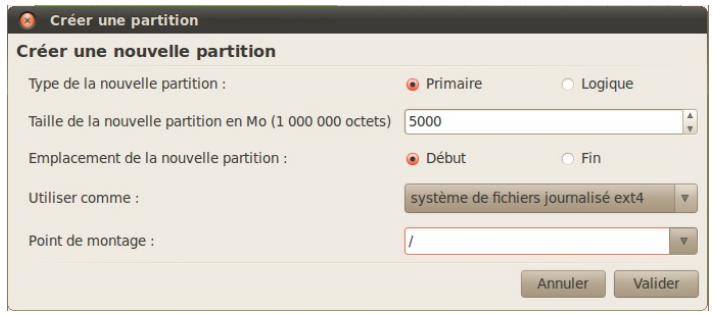 Créer une partition
Créer une nouvelle partition
Type de la nouvelle partition : Primaire Logique
Taille de la nouvelle partition en Mo (1 000 000 octets) 5000
Emplacement de la nouvelle partition : Début Fin
Utiliser comme : système de fichiers journalisé ext4
Point de montage : /
Annuler Valider